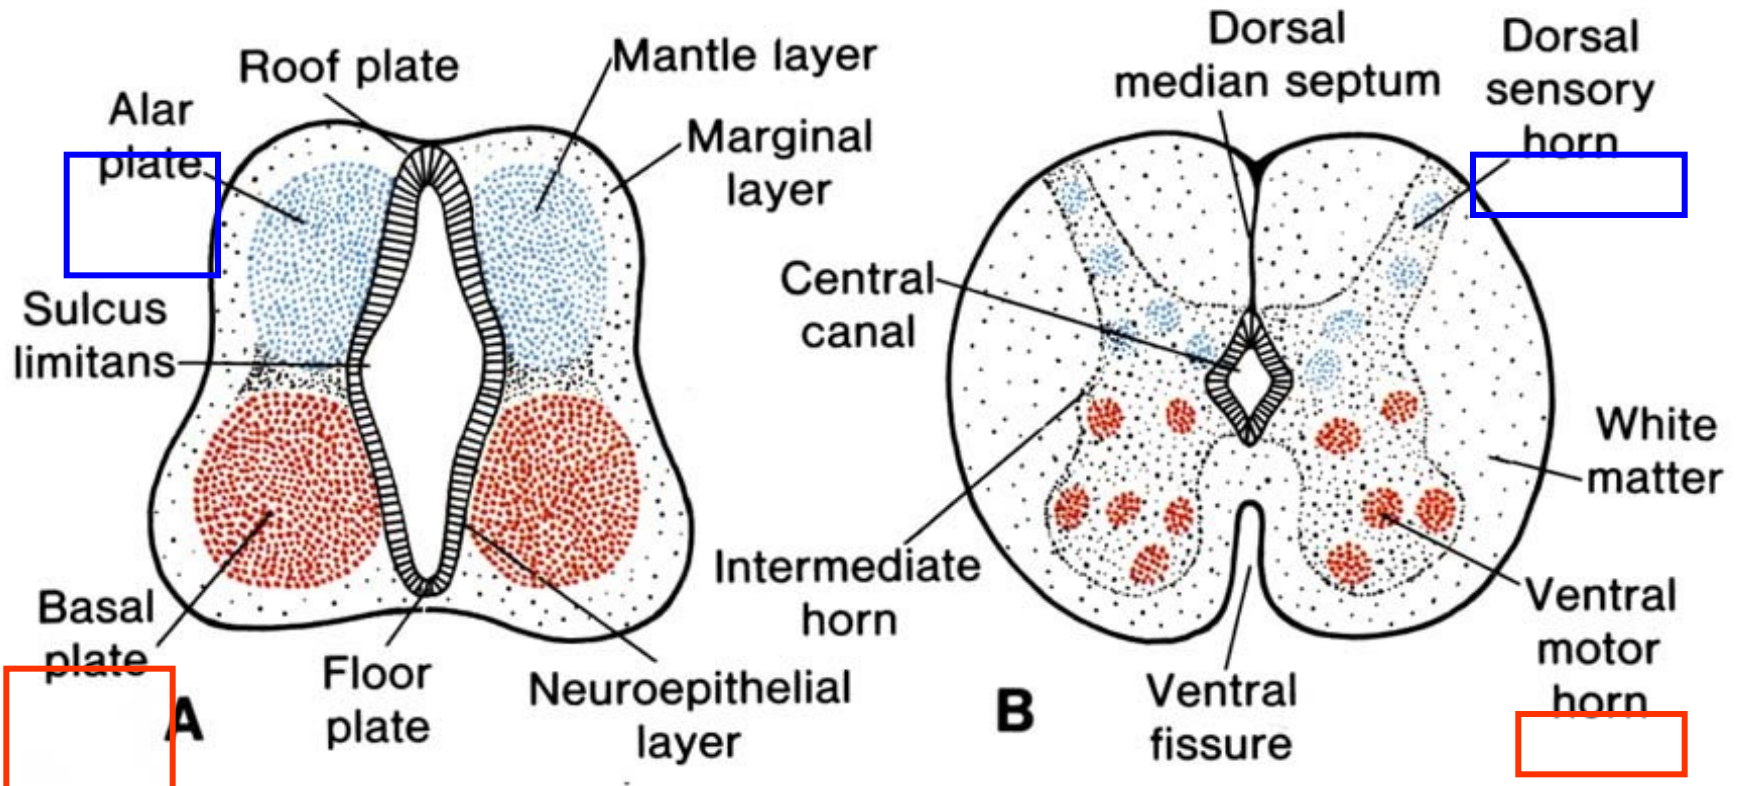 Roof plate
Mantle layer
Alar
plate
Marginal
layer
Sulcus
limitans
Basal
plate
A
Floor
plate
Neuroepithelial
layer
Dorsal
median septum
Dorsal
sensory
horn
Central
canal
White
matter
Intermediate
horn
Ventral
motor
horn
B
Ventral
fissure